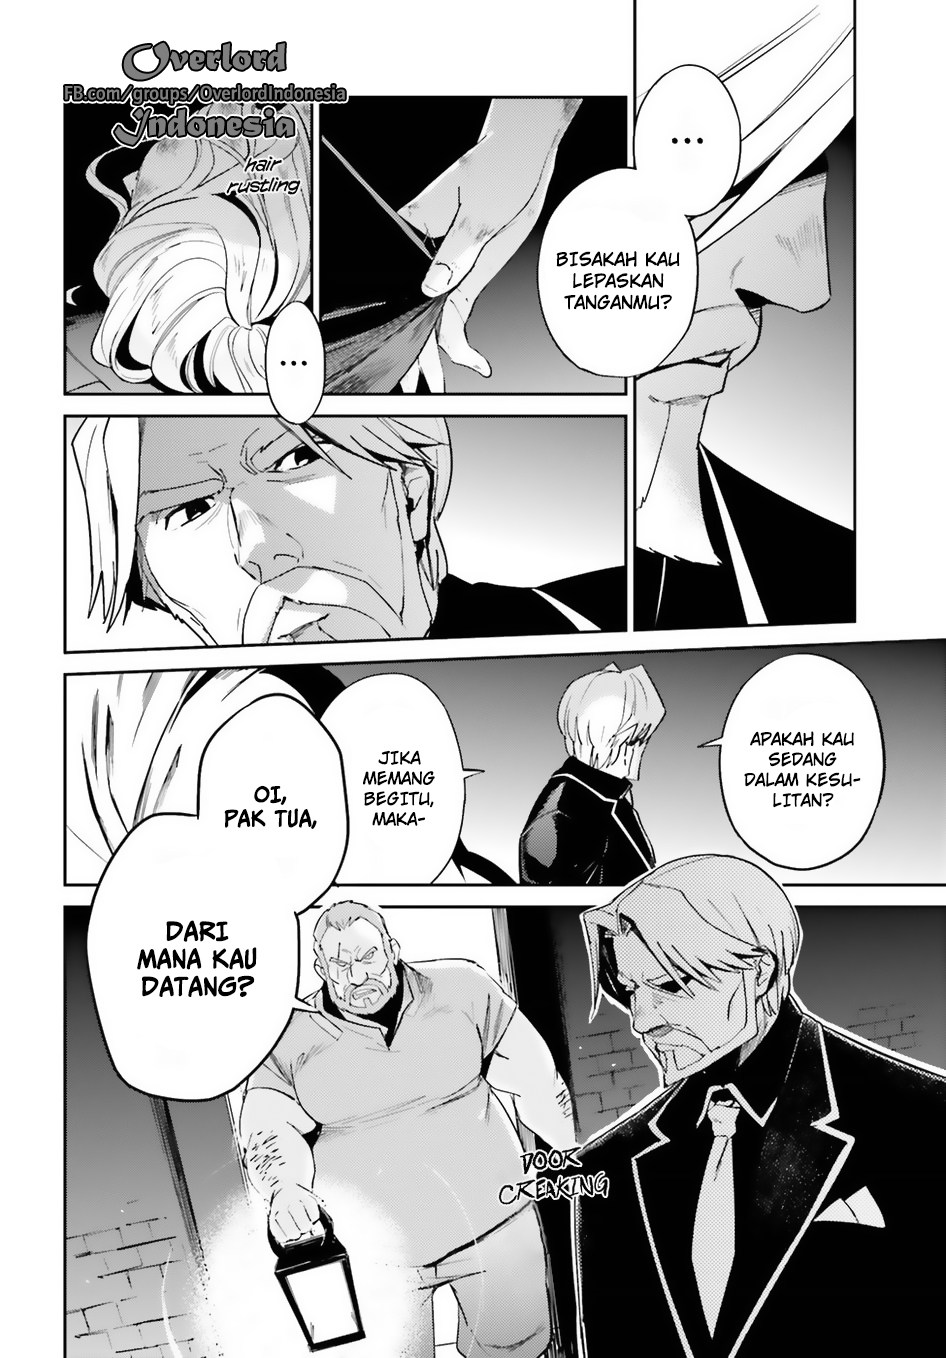 Overlord
FB.com/groups/OverlordIndonesia
Indonesia
...
BISAKAH KAU
LEPASKAN
TANGANMU?
hair
rustling
...
APAKAH KAU
SEDANG
DALAM KESU-
LITAN?
JIKA
MEMANG
BEGITU,
MAKA-
OI,
PAK TUA,
DARI
MANA KAU
DATANG?
DOOR
CREAKING